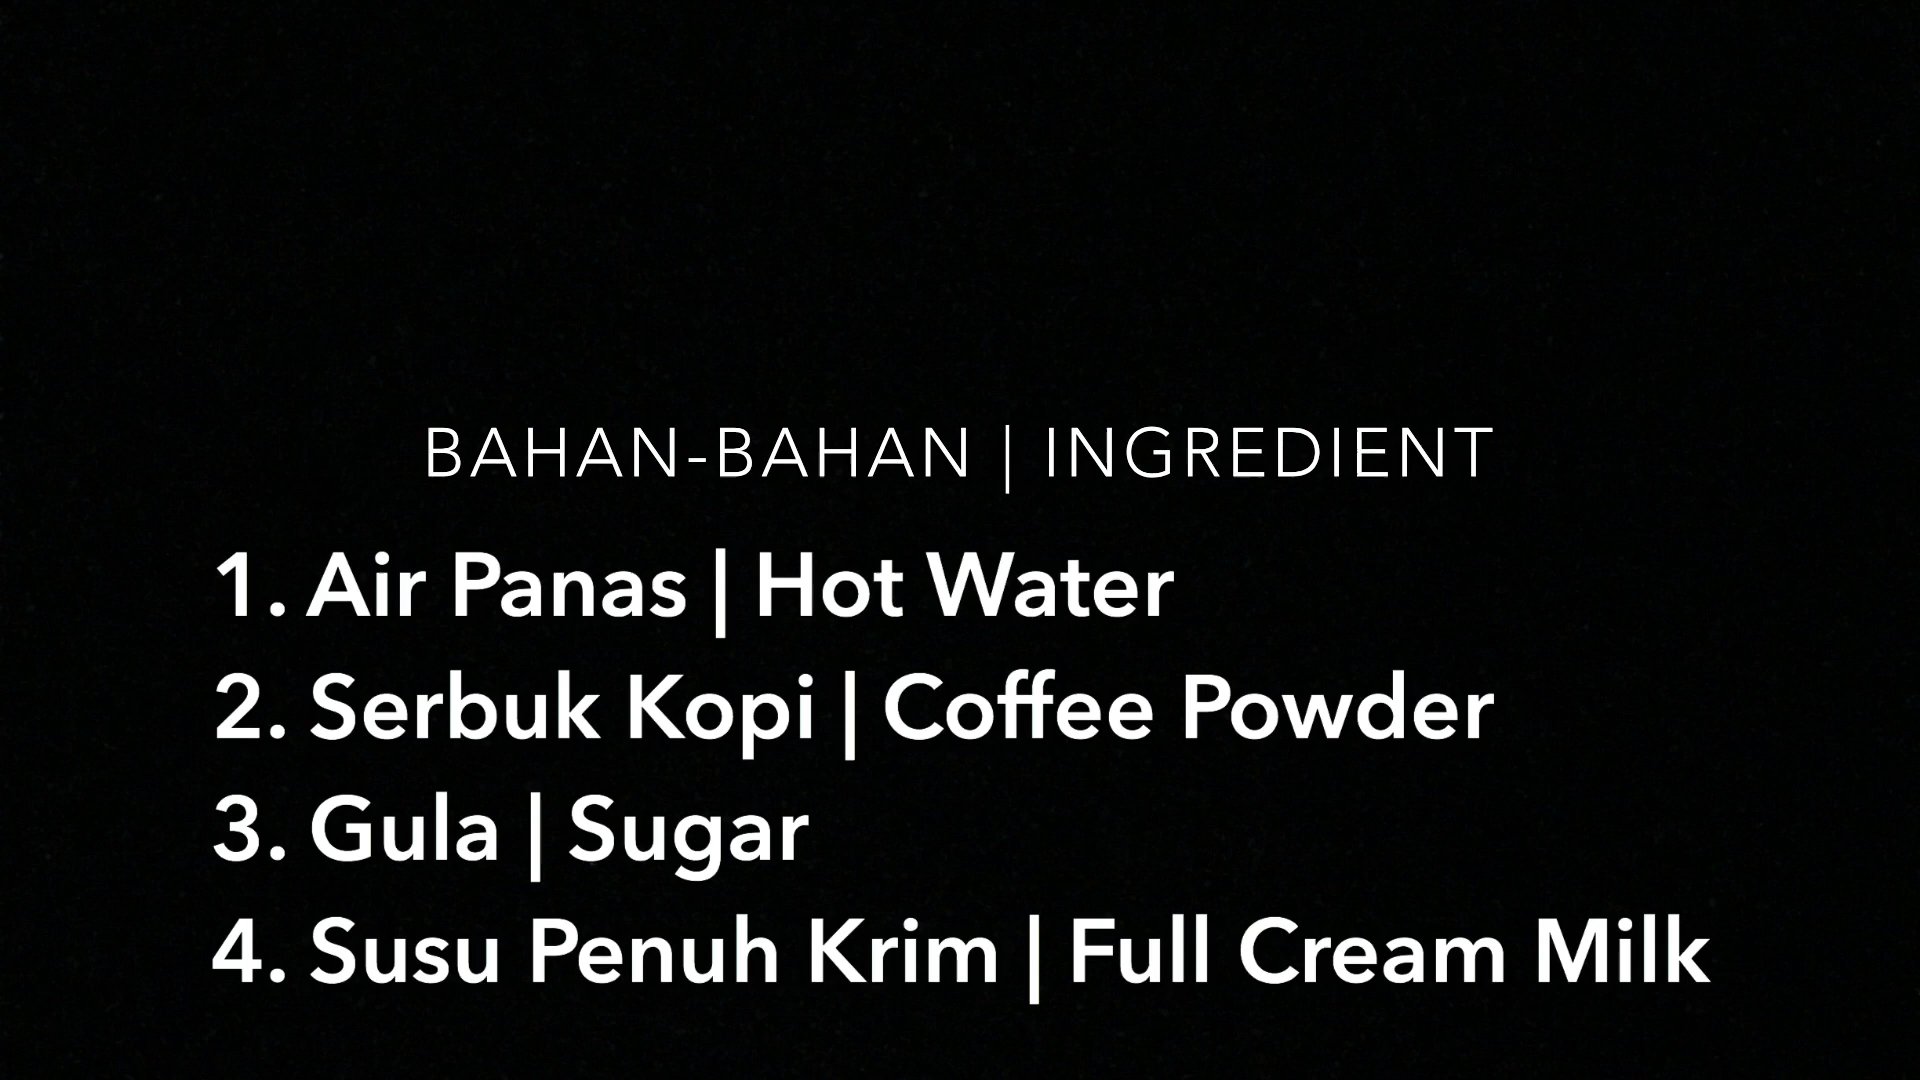 BAHAN-BAHAN | INGREDIENT
1. Air Panas | Hot Water
2. Serbuk Kopi | Coffee Powder
3. Gula | Sugar
4. Susu Penuh Krim | Full Cream Milk